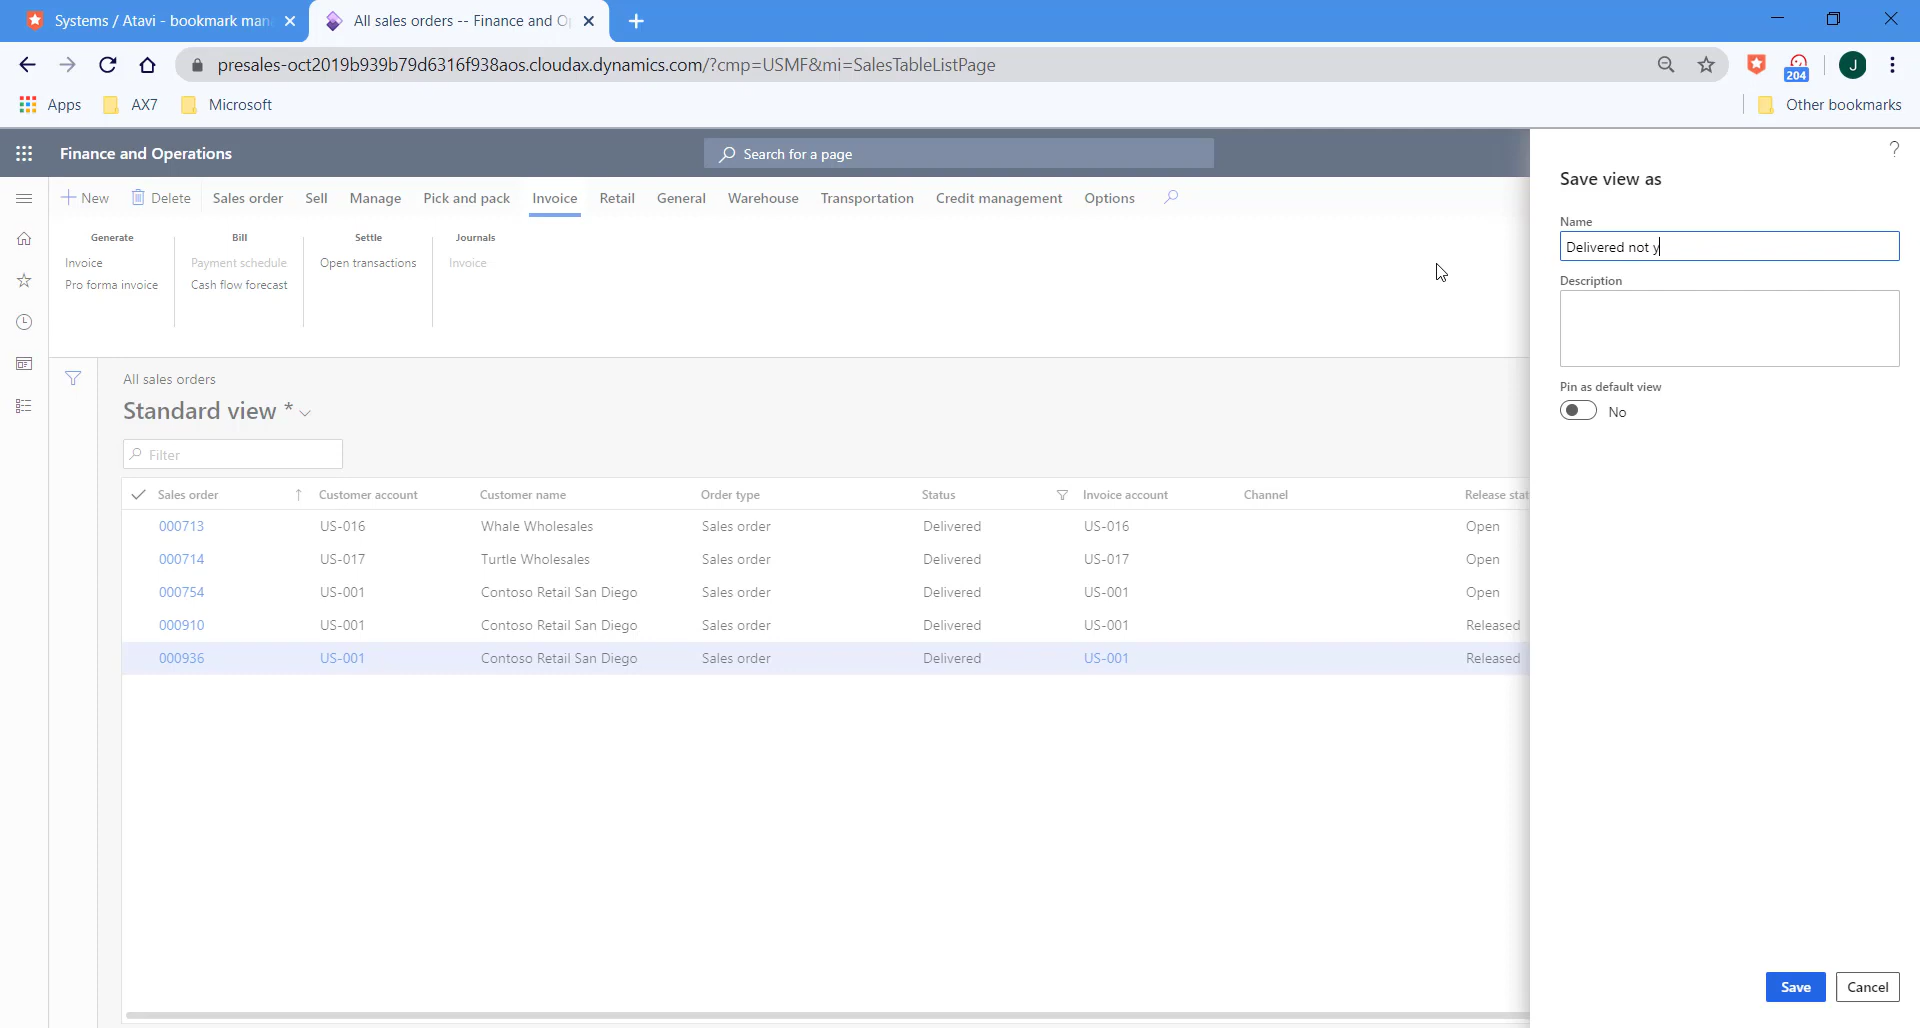 Systems / Atavi - bookmark man
All sales orders -- Finance and Op
presales-oct2019b939b79d6316f938aos.cloudax.dynamics.com/?cmp=USMF&mi=SalesTableListPage
204
J
Apps
AX7
Microsoft
Other bookmarks
Finance and Operations
Search for a page
?
Save view as
New
Delete
Sales order
Sell
Manage
Pick and pack
Invoice
Retail
General
Warehouse
Transportation
Credit management
Options
Generate
Bill
Settle
Journals
Invoice
Payment schedule
Open transactions
Invoice
Pro forma invoice
Cash flow forecast
Name
Delivered not y
Description
Pin as default view
No
All sales orders
Standard view *
Filter
Sales order Customer account Customer name Order type Status Invoice account Channel Release stat
000713 US-016 Whale Wholesales Sales order Delivered US-016 Open
000714 US-017 Turtle Wholesales Sales order Delivered US-017 Open
000754 US-001 Contoso Retail San Diego Sales order Delivered US-001 Open
000910 US-001 Contoso Retail San Diego Sales order Delivered US-001 Released
000936 US-001 Contoso Retail San Diego Sales order Delivered US-001 Released
Save
Cancel